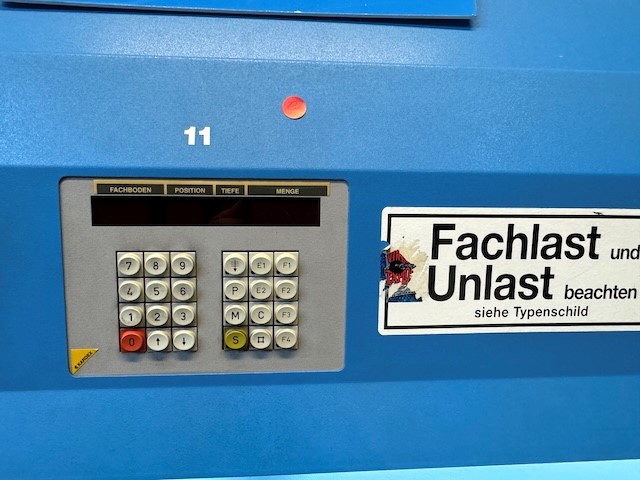 11
FACHBODEN POSITION TIEFE MENGE
7 8 9 E1 F1
4 5 6 P E2 F2
1 2 3 M C F3
0 ↑ ↓ S F4
KARDEX
Fachlast und
Unlast beachten
siehe Typenschild